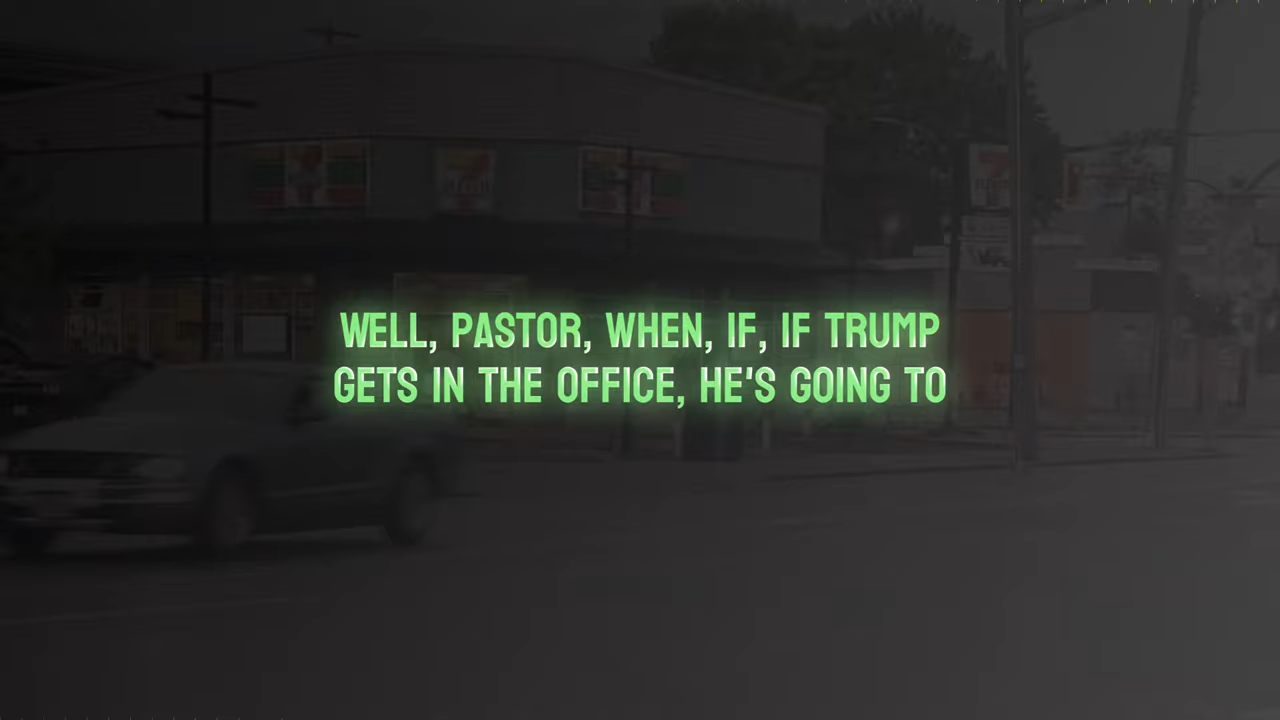 WELL, PASTOR, WHEN, IF, IF TRUMP
GETS IN THE OFFICE, HE'S GOING TO